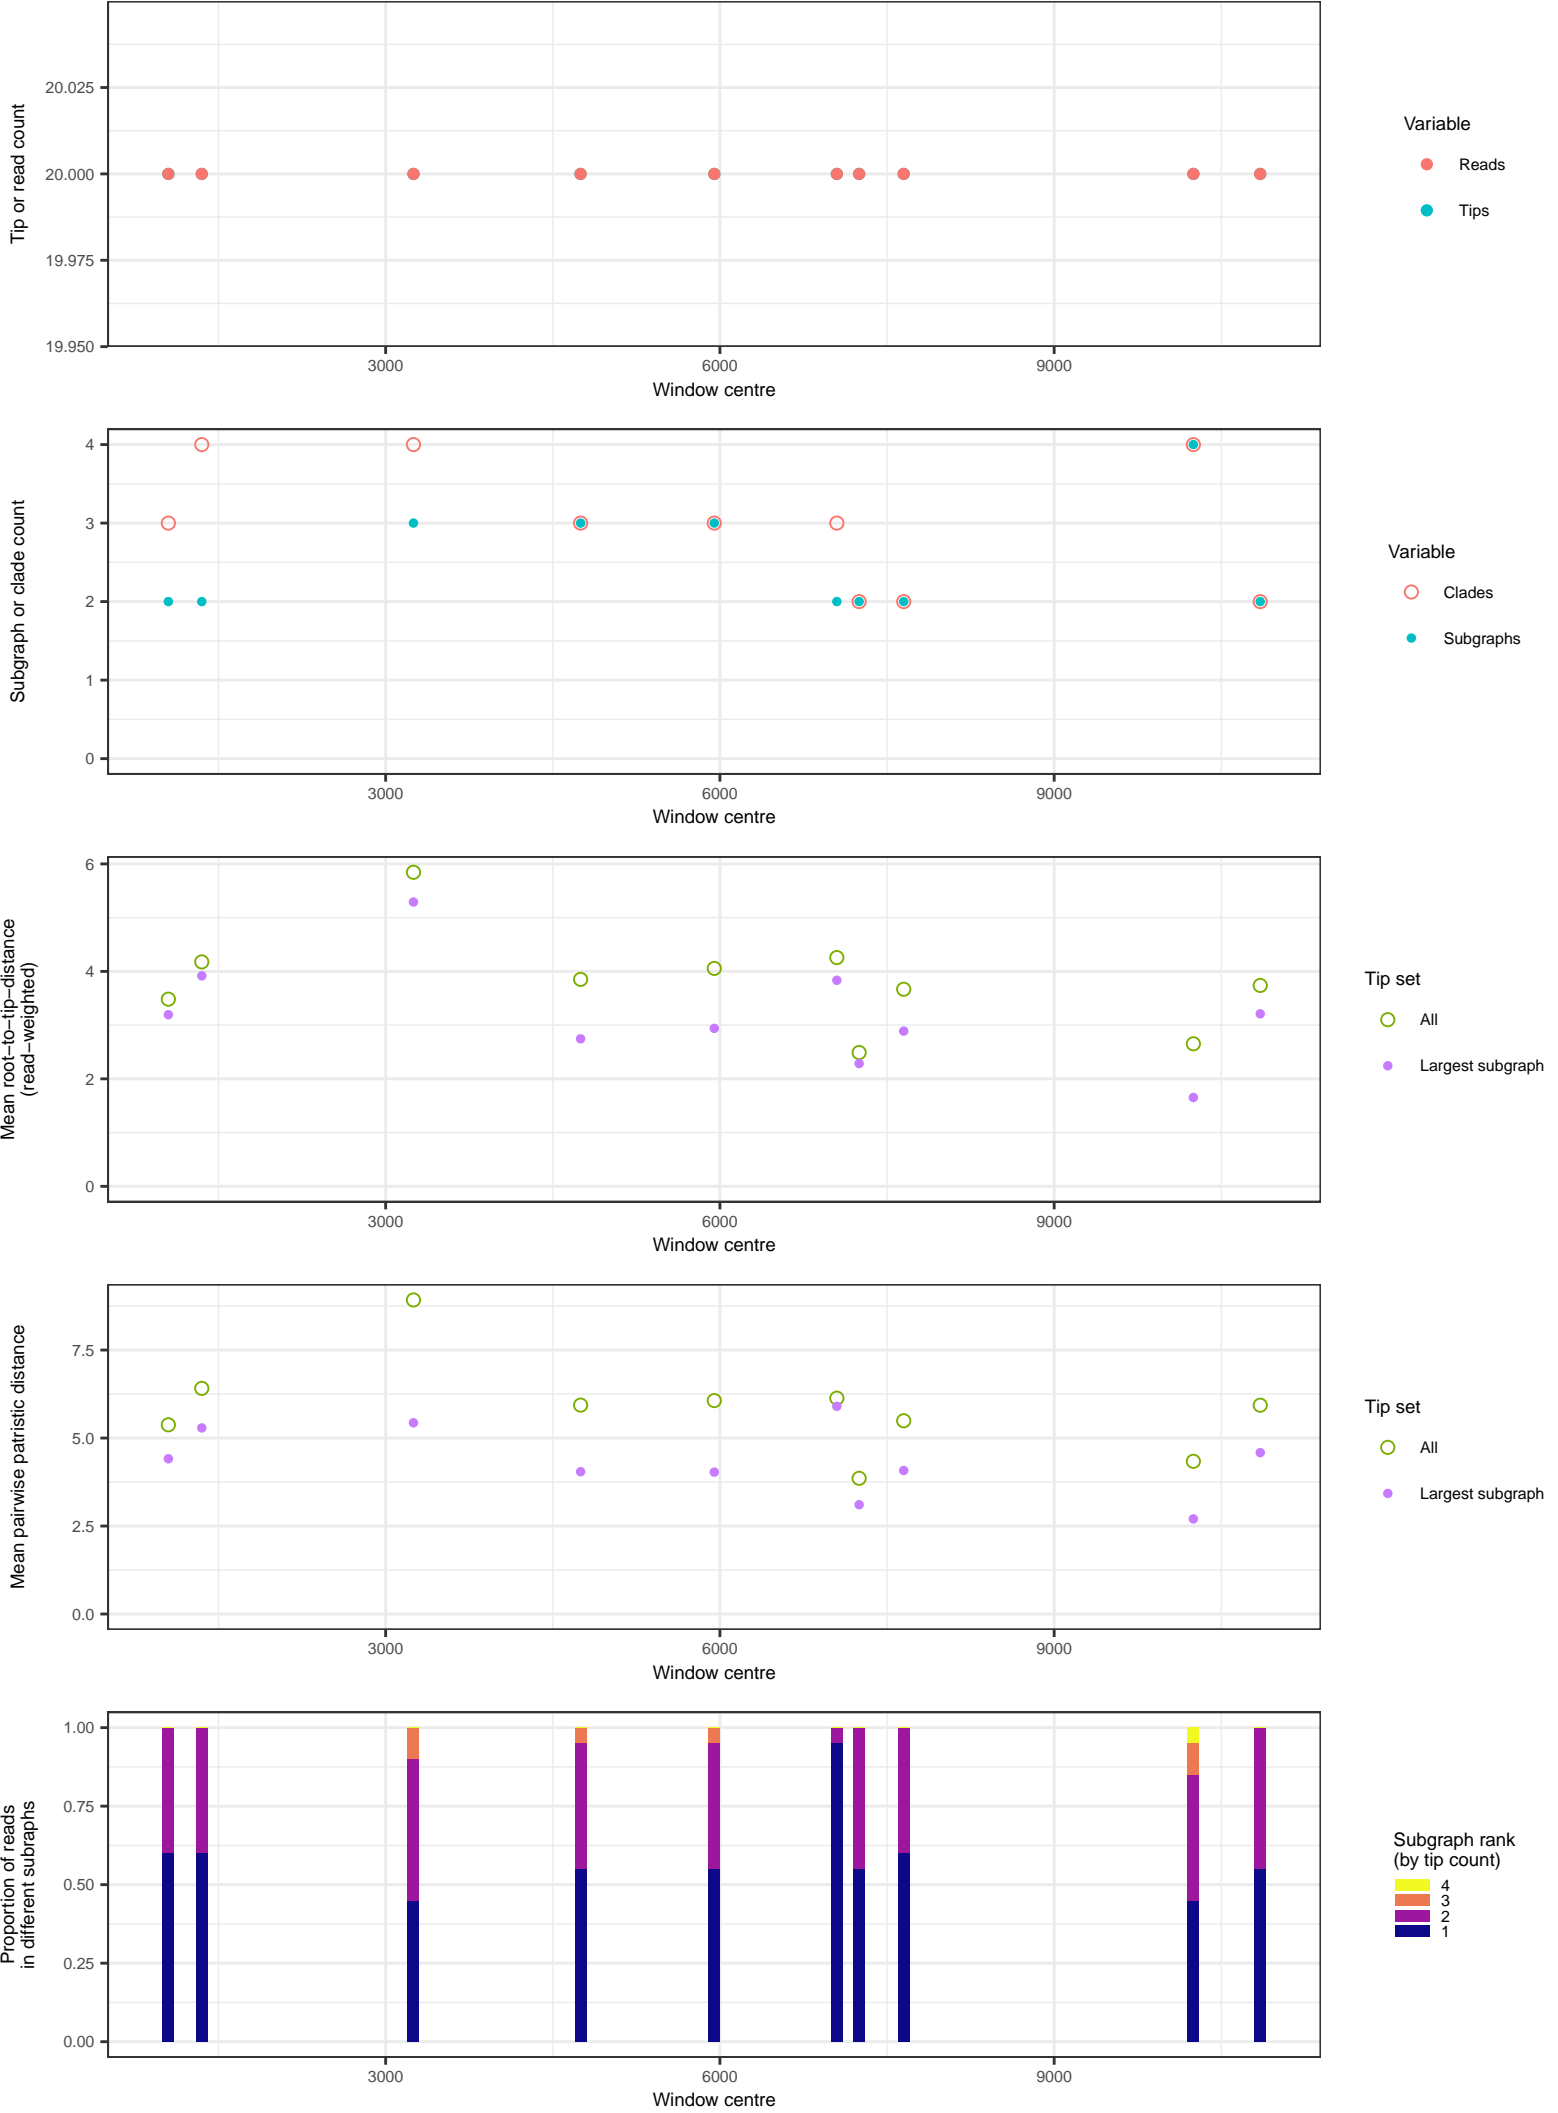 20.025
20.000
19.975
19.950
Tip or read count
3000
6000
9000
Window centre
Variable
Reads
Tips
4
3
2
1
0
Subgraph or clade count
3000
6000
9000
Window centre
Variable
Clades
Subgraphs
6
4
2
0
Mean root−to−tip−distance
(read−weighted)
3000
6000
9000
Window centre
Tip set
All
Largest subgraph
7.5
5.0
2.5
0.0
Mean pairwise patristic distance
3000
6000
9000
Window centre
Tip set
All
Largest subgraph
1.00
0.75
0.50
0.25
0.00
Proportion of reads
in different subraphs
3000
6000
9000
Window centre
Subgraph rank
(by tip count)
4
3
2
1